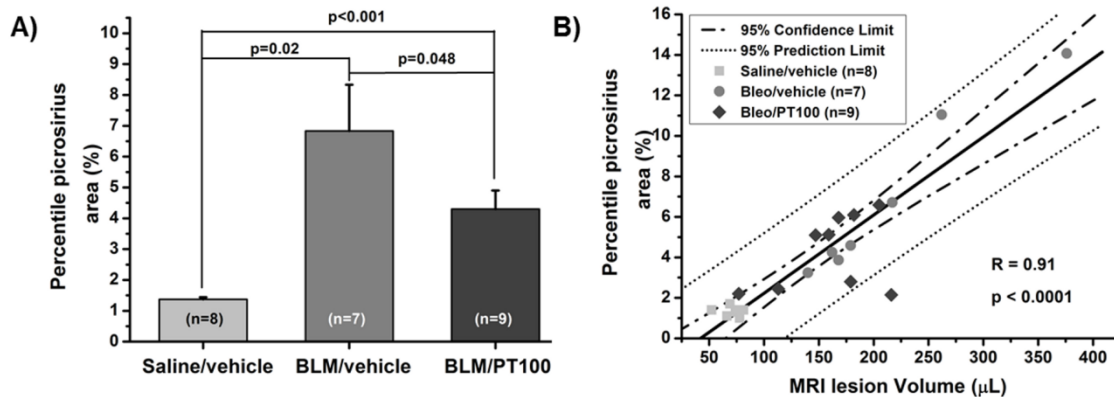 A)
p<0.001
p=0.02
p=0.048
Percentile picrosirius
area (%)
10
9
8
7
6
5
4
3
2
1
0
(n=8)
(n=7)
(n=9)
Saline/vehicle
BLM/vehicle
BLM/PT100
B)
95% Confidence Limit
95% Prediction Limit
Saline/vehicle (n=8)
Bleo/vehicle (n=7)
Bleo/PT100 (n=9)
Percentile picrosirius
area (%)
16
14
12
10
8
6
4
2
0
R = 0.91
p < 0.0001
50 100 150 200 250 300 350 400
MRI lesion Volume (μL)